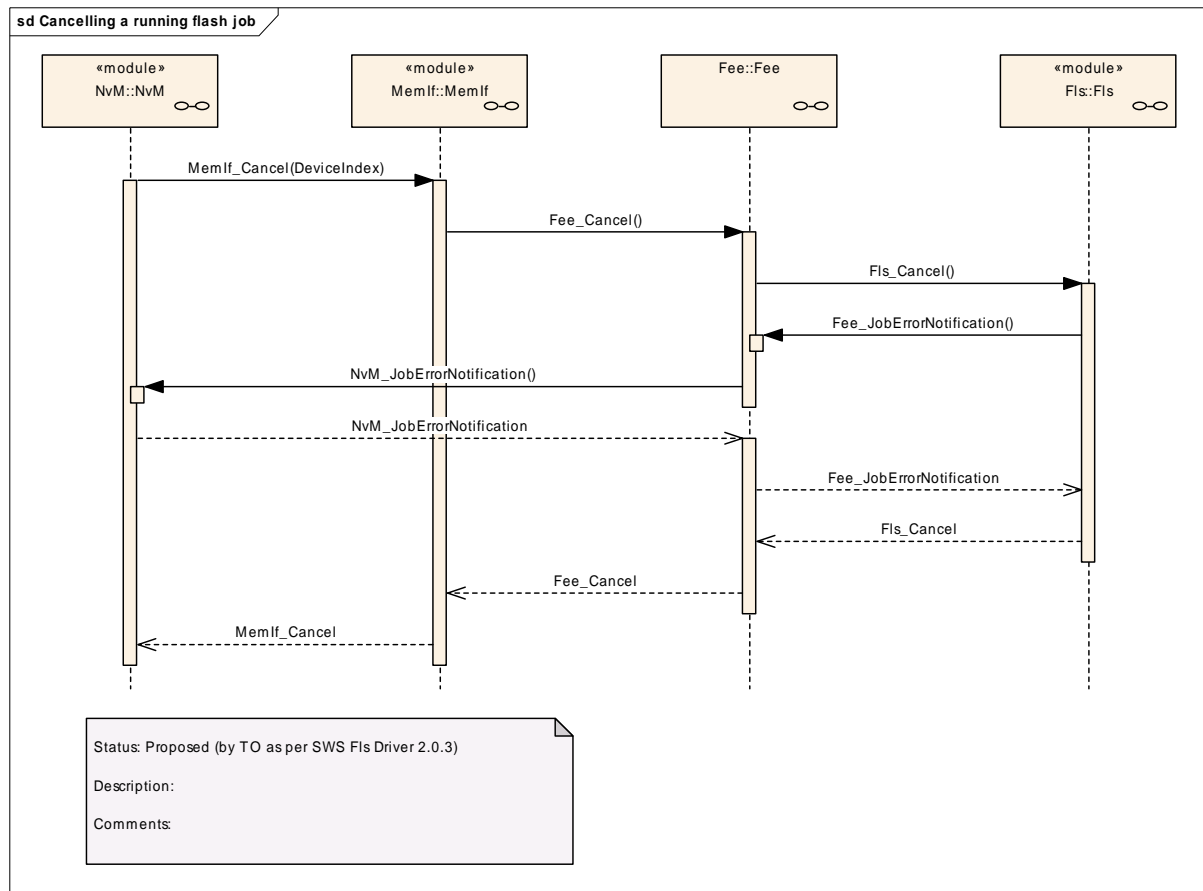 sd Cancelling a running flash job
«module»
NvM::NvM
«module»
MemIf::MemIf
Fee::Fee
«module»
Fls::Fls
MemIf_Cancel(DeviceIndex)
Fee_Cancel()
Fls_Cancel()
Fee_JobErrorNotification()
NvM_JobErrorNotification()
NvM_JobErrorNotification
Fee_JobErrorNotification
Fls_Cancel
Fee_Cancel
MemIf_Cancel
Status: Proposed (by TO as per SWS Fls Driver 2.0.3)
Description:
Comments: